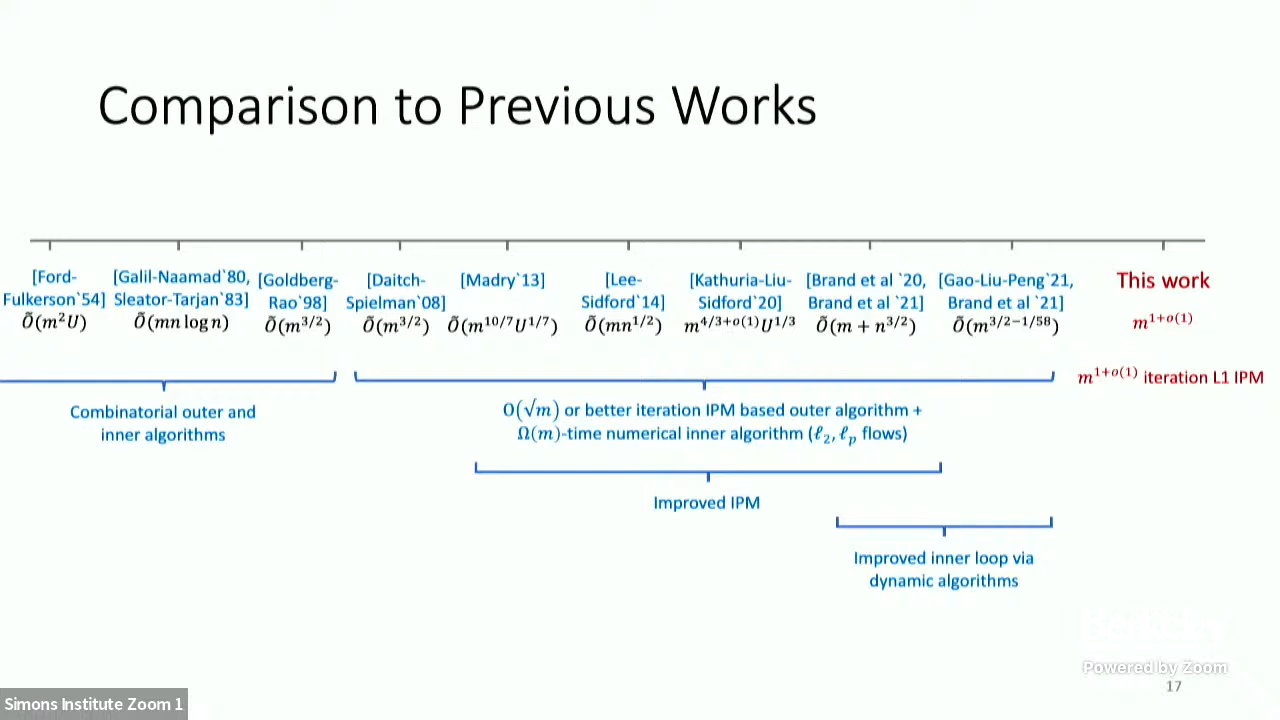 Comparison to Previous Works
[Ford-
Fulkerson`54]
Õ(m²U)
[Galil-Naamad`80,
Sleator-Tarjan`83]
Õ(mn log n)
[Goldberg-
Rao`98]
Õ(m^{3/2})
[Daitch-
Spielman`08]
Õ(m^{3/2})
[Madry`13]
Õ(m^{10/7}U^{1/7})
[Lee-
Sidford`14]
Õ(mn^{1/2})
[Kathuria-Liu-
Sidford`20]
m^{4/3+o(1)}U^{1/3}
[Brand et al `20,
Brand et al `21]
Õ(m + n^{3/2})
[Gao-Liu-Peng`21,
Brand et al `21]
Õ(m^{3/2−1/58})
This work
m^{1+o(1)}
m^{1+o(1)} iteration L1 IPM
Combinatorial outer and
inner algorithms
O(√m) or better iteration IPM based outer algorithm +
Ω(m)-time numerical inner algorithm (ℓ₂, ℓ_p flows)
Improved IPM
Improved inner loop via
dynamic algorithms
Powered by Zoom
17
Simons Institute Zoom 1